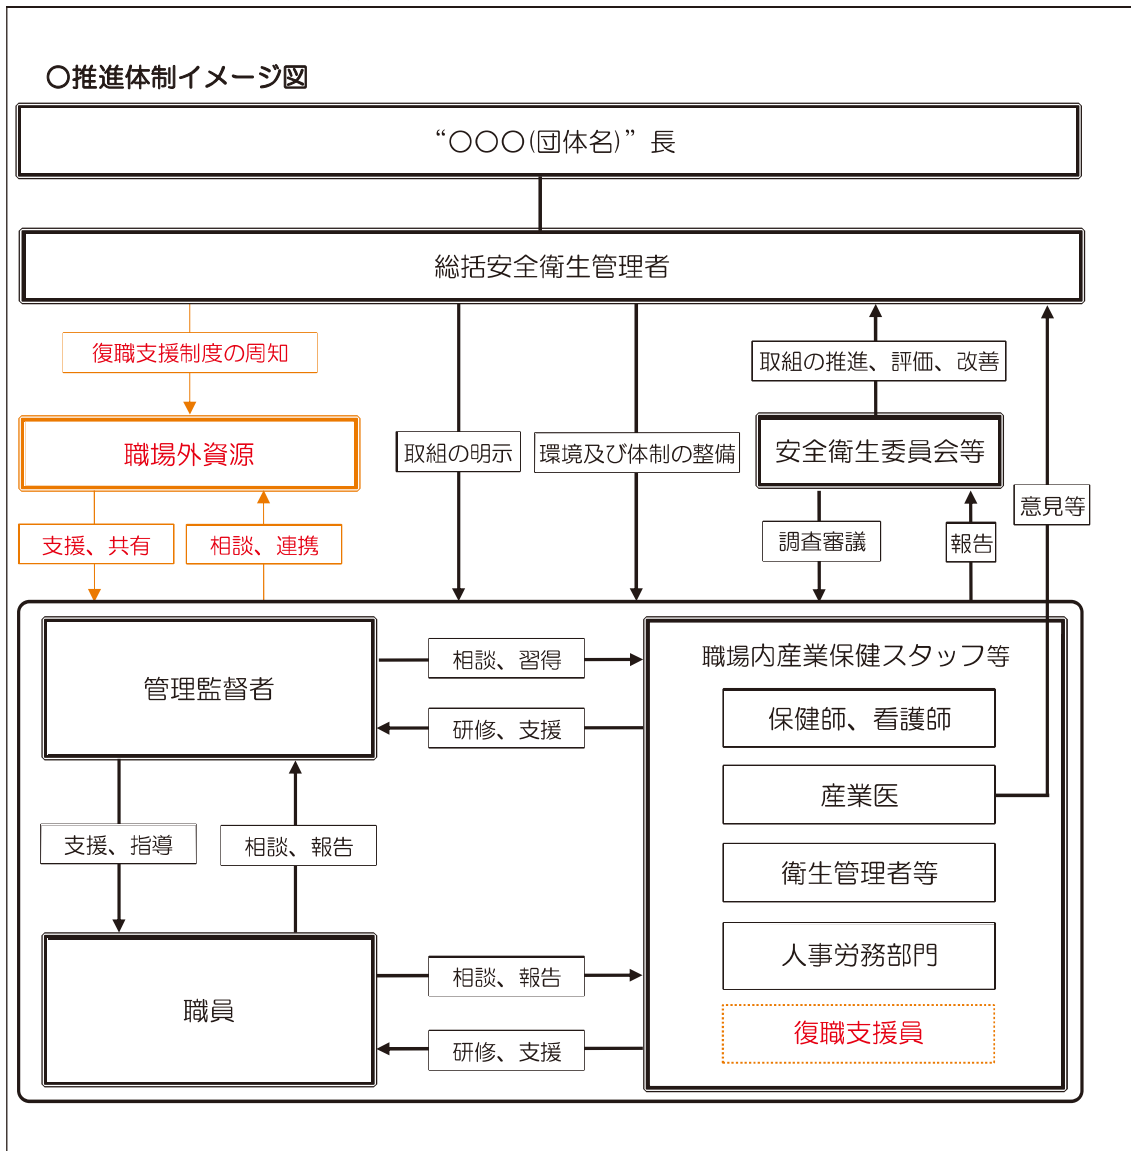 〇推進体制イメージ図
“〇〇〇(団体名)”長
総括安全衛生管理者
復職支援制度の周知
取組の推進、評価、改善
職場外資源
取組の明示
環境及び体制の整備
安全衛生委員会等
意見等
支援、共有
相談、連携
調査審議
報告
管理監督者
相談、習得
研修、支援
職場内産業保健スタッフ等
保健師、看護師
産業医
支援、指導
相談、報告
衛生管理者等
人事労務部門
職員
相談、報告
研修、支援
復職支援員